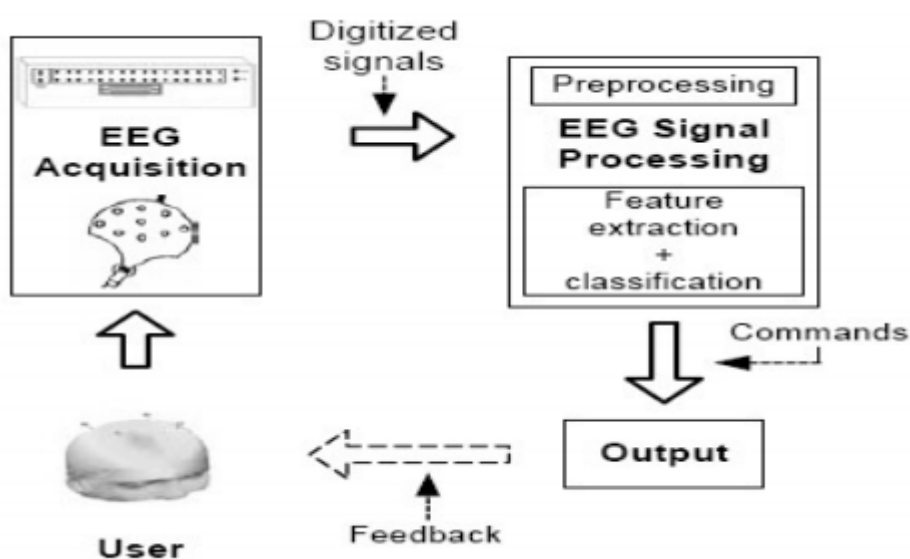 Digitized
signals
EEG
Acquisition
Preprocessing
EEG Signal
Processing
Feature
extraction
+
classification
Commands
Output
Feedback
User